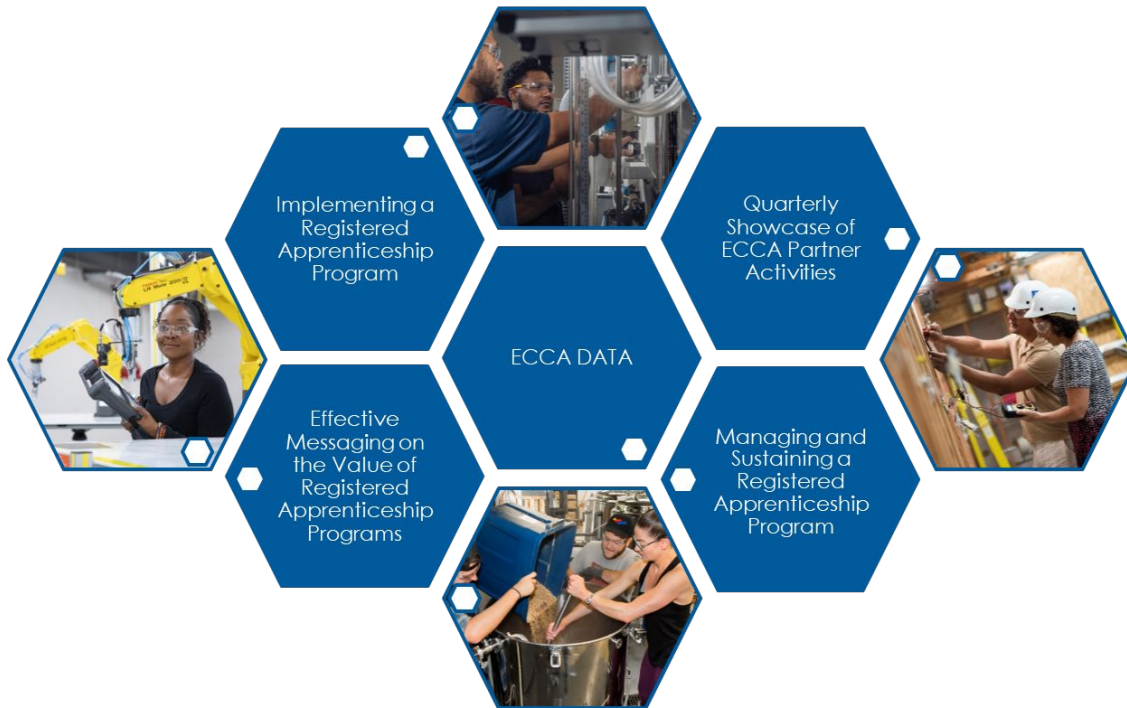 Implementing a
Registered
Apprenticeship
Program
Quarterly
Showcase of
ECCA Partner
Activities
ECCA DATA
Effective
Messaging on
the Value of
Registered
Apprenticeship
Programs
Managing and
Sustaining a
Registered
Apprenticeship
Program